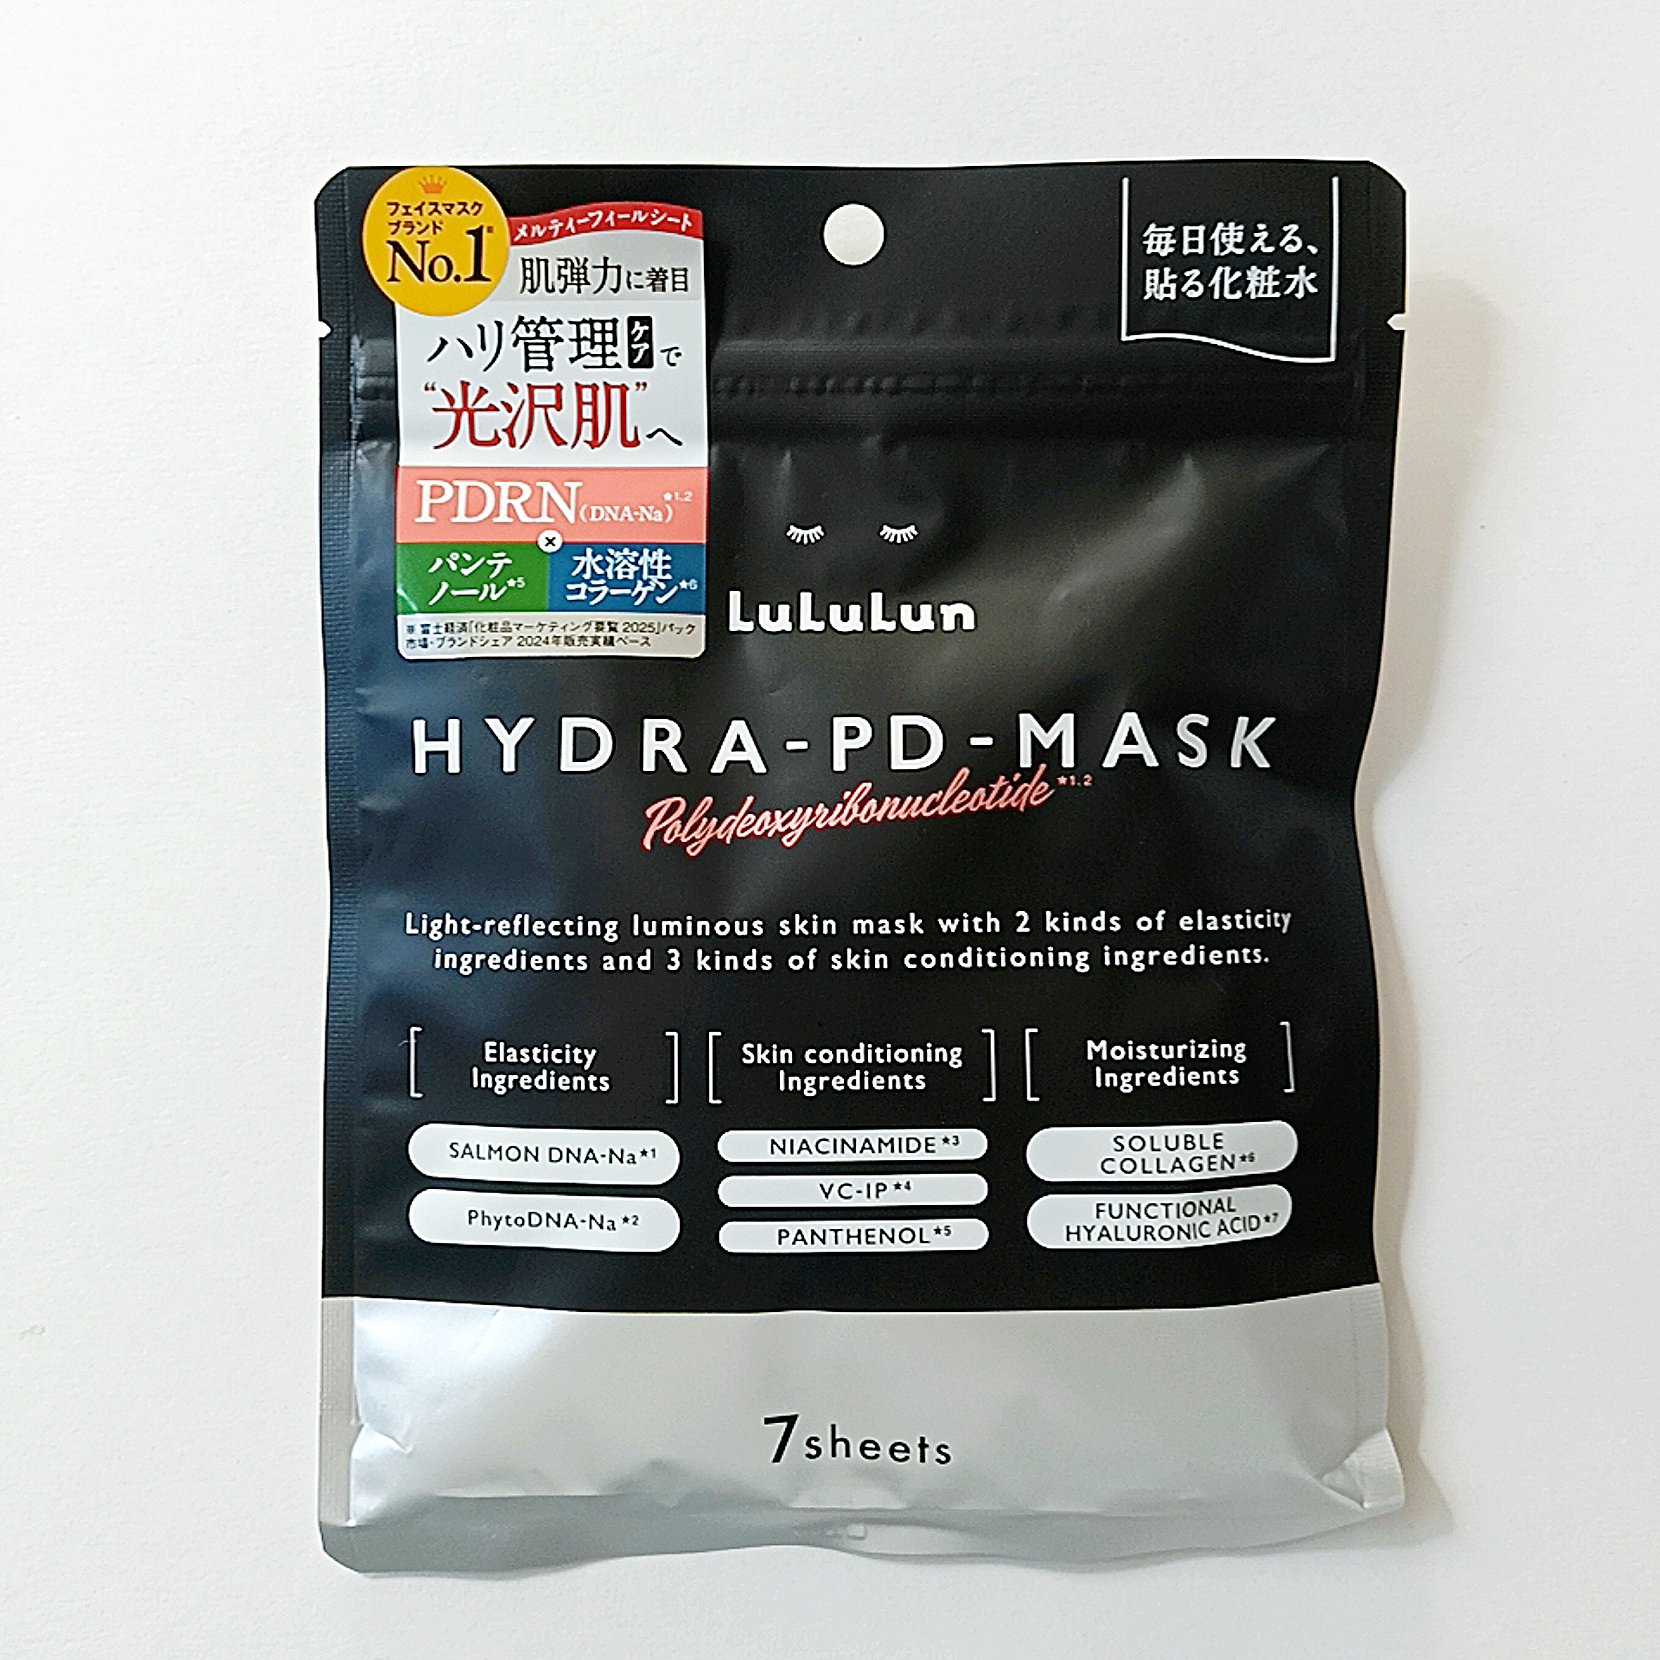 フェイスマスク
ブランド
No.1※
メルティーフィールシート
肌弾力に着目
ハリ管理ケアで
“光沢肌”へ
PDRN(DNA-Na)★1,2
×
パンテ
ノール★5
水溶性
コラーゲン★6
※ 富士経済「化粧品マーケティング要覧 2025」パック
市場・ブランドシェア 2024年販売実績ベース
毎日使える、
貼る化粧水
LuLuLun
HYDRA-PD-MASK
Polydeoxyribonucleotide★1,2
Light-reflecting luminous skin mask with 2 kinds of elasticity
ingredients and 3 kinds of skin conditioning ingredients.
Elasticity
Ingredients
SALMON DNA-Na★1
PhytoDNA-Na★2
Skin conditioning
Ingredients
NIACINAMIDE★3
VC-IP★4
PANTHENOL★5
Moisturizing
Ingredients
SOLUBLE
COLLAGEN★6
FUNCTIONAL
HYALURONIC ACID★7
7sheets